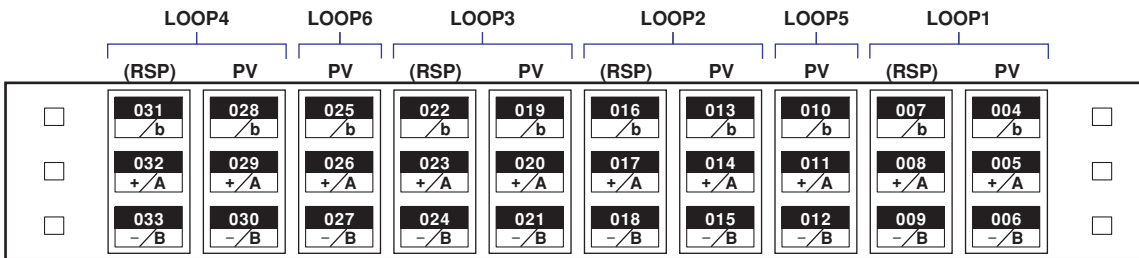 LOOP4 LOOP6 LOOP3 LOOP2 LOOP5 LOOP1
(RSP) PV PV (RSP) PV (RSP) PV PV (RSP) PV
031 028 025 022 019 016 013 010 007 004
/b /b /b /b /b /b /b /b /b /b
032 029 026 023 020 017 014 011 008 005
+/A +/A +/A +/A +/A +/A +/A +/A +/A +/A
033 030 027 024 021 018 015 012 009 006
−/B −/B −/B −/B −/B −/B −/B −/B −/B −/B